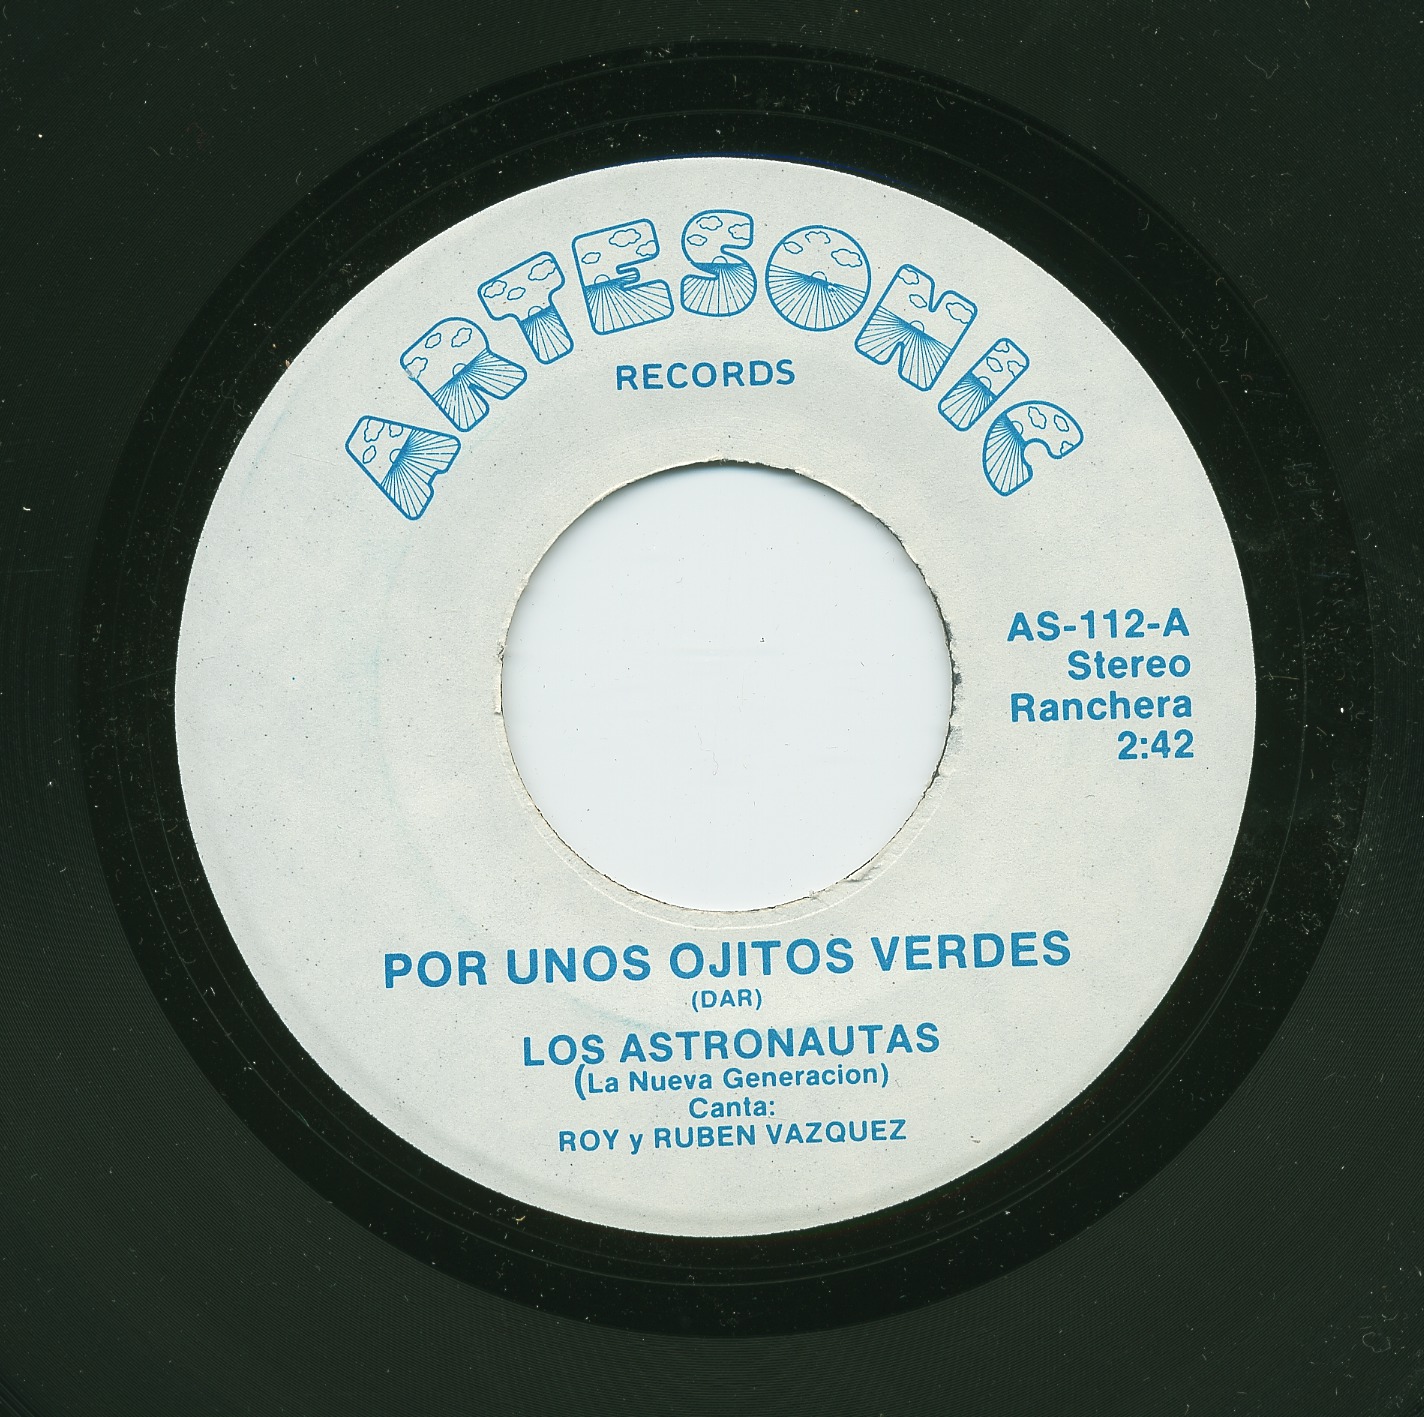 ARTESONIC
RECORDS
AS-112-A
Stereo
Ranchera
2:42
POR UNOS OJITOS VERDES
(DAR)
LOS ASTRONAUTAS
(La Nueva Generacion)
Canta:
ROY y RUBEN VAZQUEZ